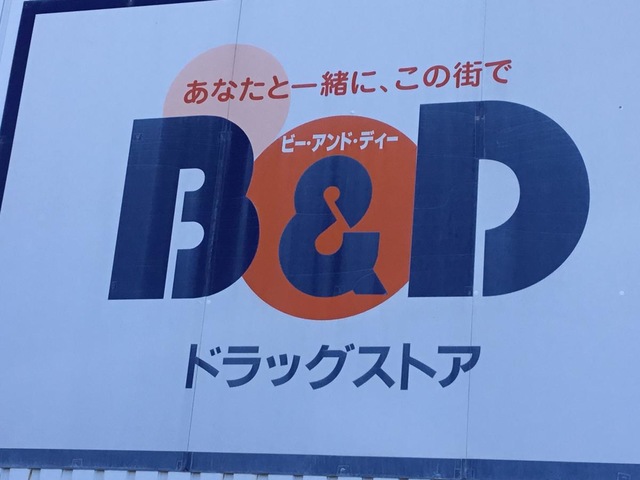 あなたと一緒に、この街で
ビー・アンド・ディー
B&D
ドラッグストア